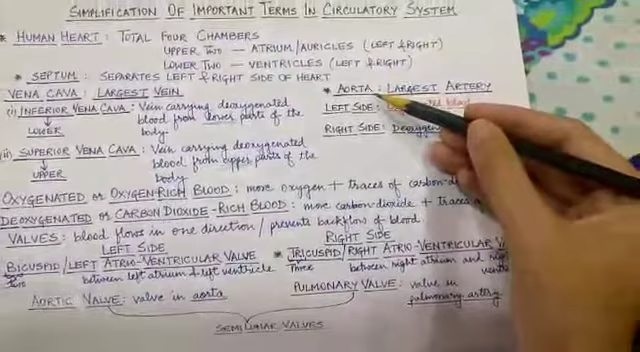 SIMPLIFICATION OF IMPORTANT TERMS IN CIRCULATORY SYSTEM
* HUMAN HEART : TOTAL FOUR CHAMBERS
UPPER TWO — ATRIUM/AURICLES (LEFT & RIGHT)
LOWER TWO — VENTRICLES (LEFT & RIGHT)
* SEPTUM : SEPARATES LEFT & RIGHT SIDE OF HEART
VENA CAVA : LARGEST VEIN
(i) INFERIOR VENA CAVA : Vein carrying deoxygenated
↓ blood from lower parts of the
LOWER body
(ii) SUPERIOR VENA CAVA : Vein carrying deoxygenated
↓ blood from upper parts of the
UPPER body
* AORTA : LARGEST ARTERY
LEFT SIDE : blood
RIGHT SIDE :
OXYGENATED OR OXYGEN-RICH BLOOD : more oxygen + traces of
DEOXYGENATED OR CARBON DIOXIDE-RICH BLOOD : more carbon-dioxide + traces
VALVES : blood flows in one direction / prevents backflow of blood.
LEFT SIDE
BICUSPID/LEFT ATRIO-VENTRICULAR VALVE
Two between left atrium & left ventricle
RIGHT SIDE
* TRICUSPID/RIGHT ATRIO-VENTRICULAR
Three between right atrium and
AORTIC VALVE : valve in aorta
PULMONARY VALVE : valve in
pulmonary artery
SEMILUNAR VALVES